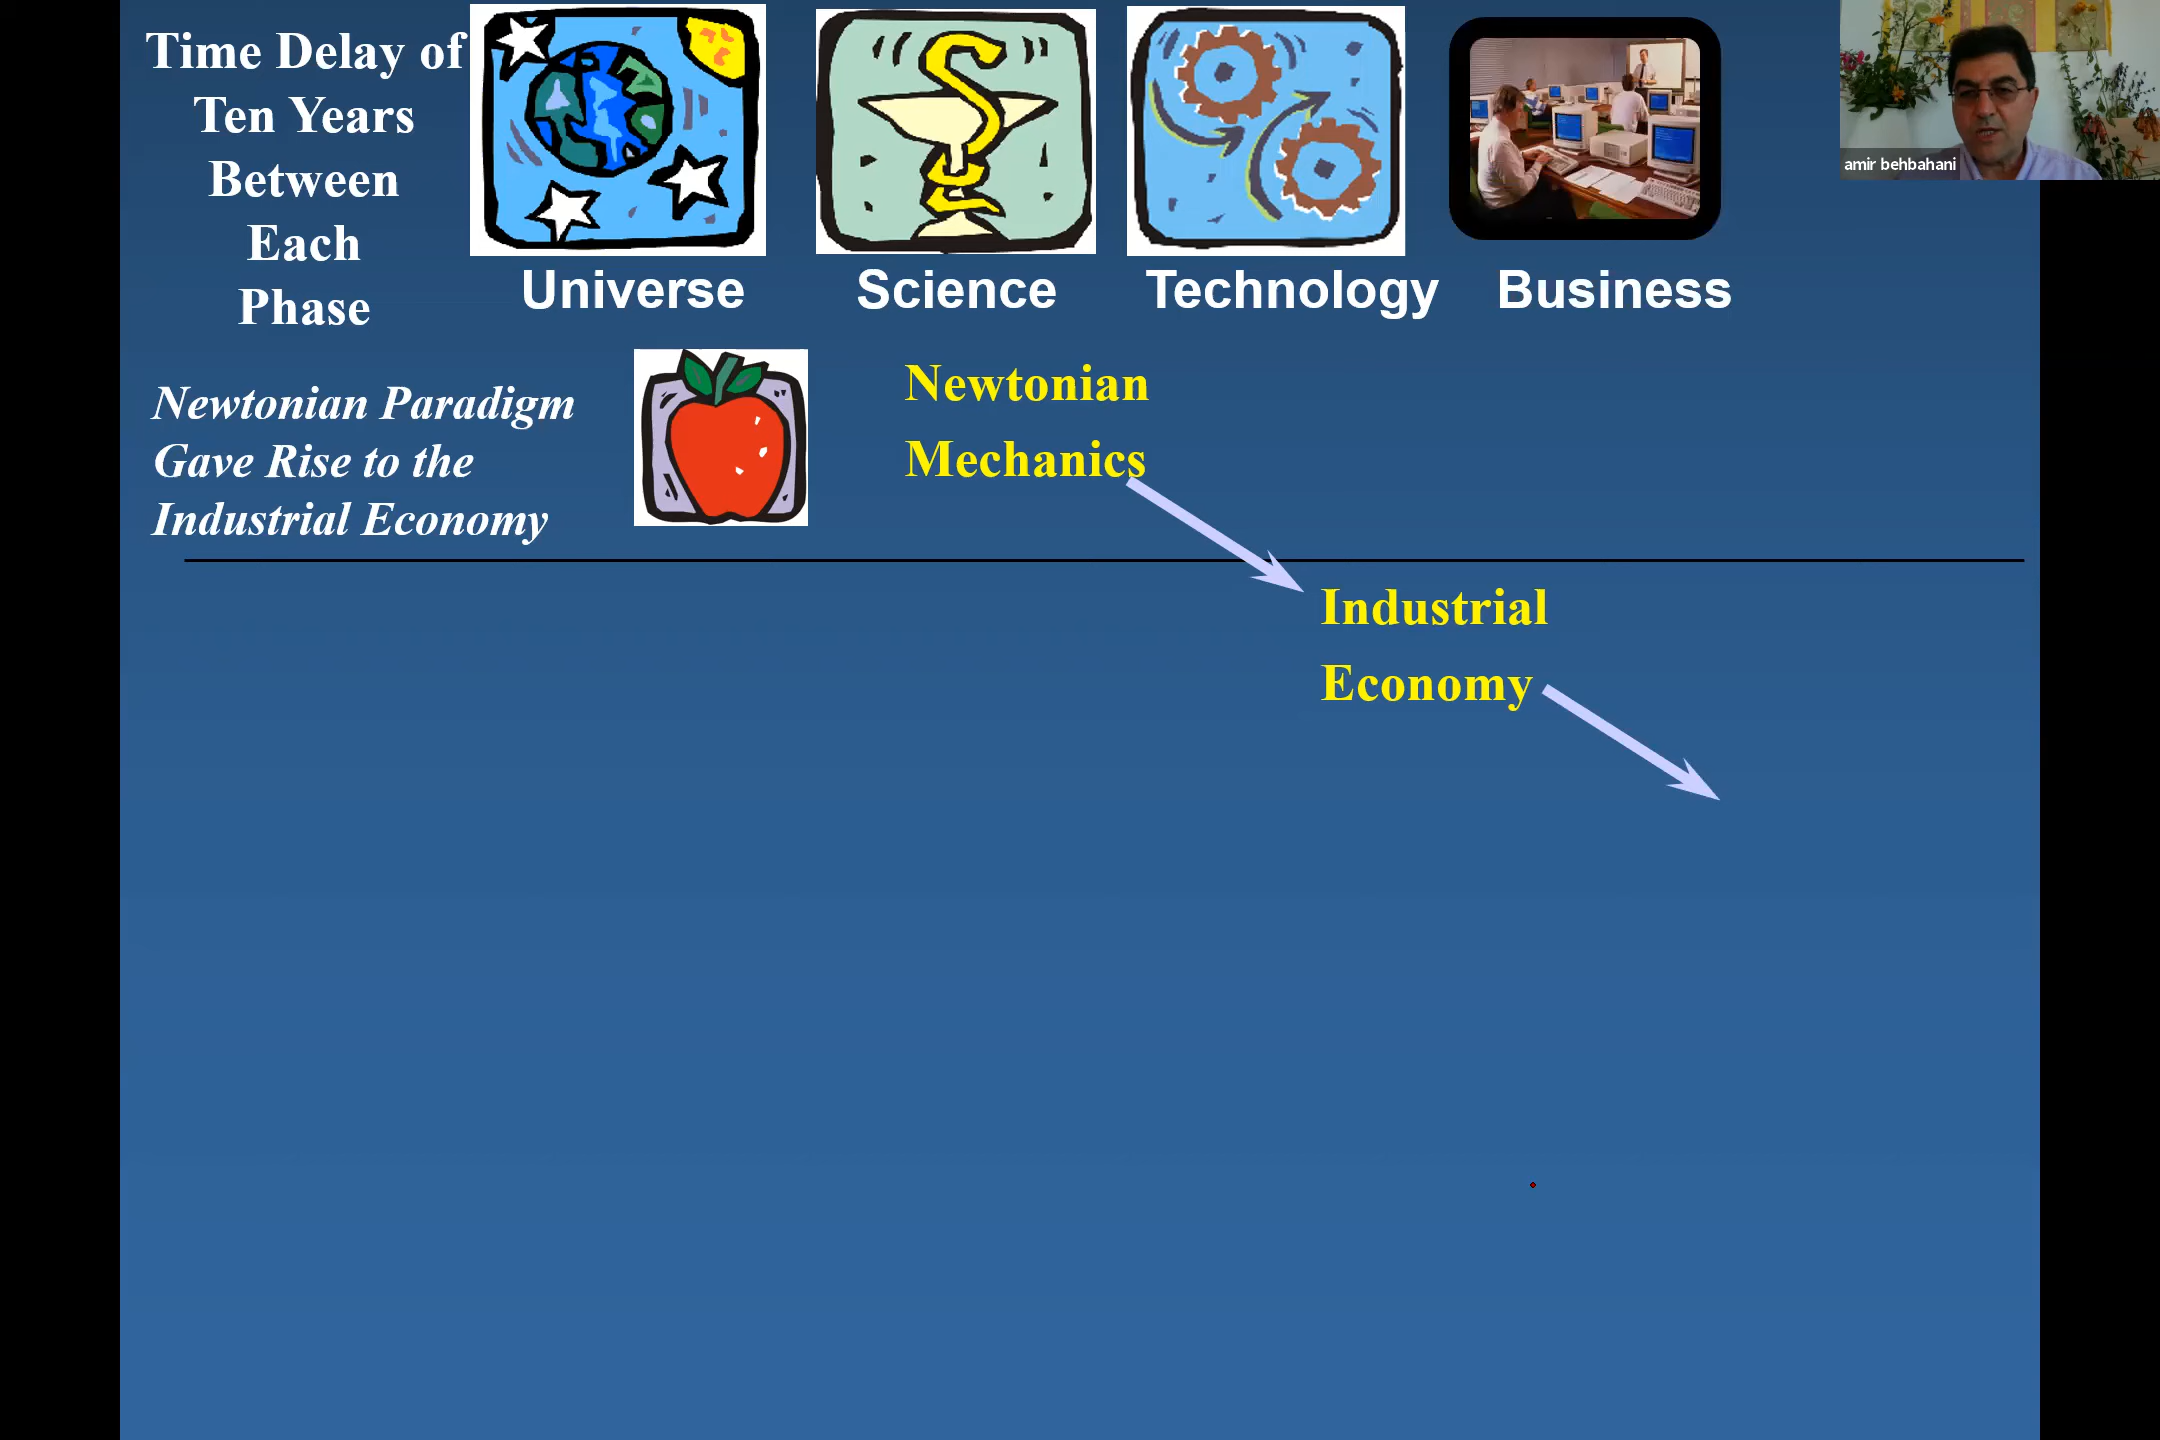 Time Delay of
Ten Years
Between
Each
Phase
Universe
Science
Technology
Business
amir behbahani
Newtonian Paradigm
Gave Rise to the
Industrial Economy
Newtonian
Mechanics
Industrial
Economy